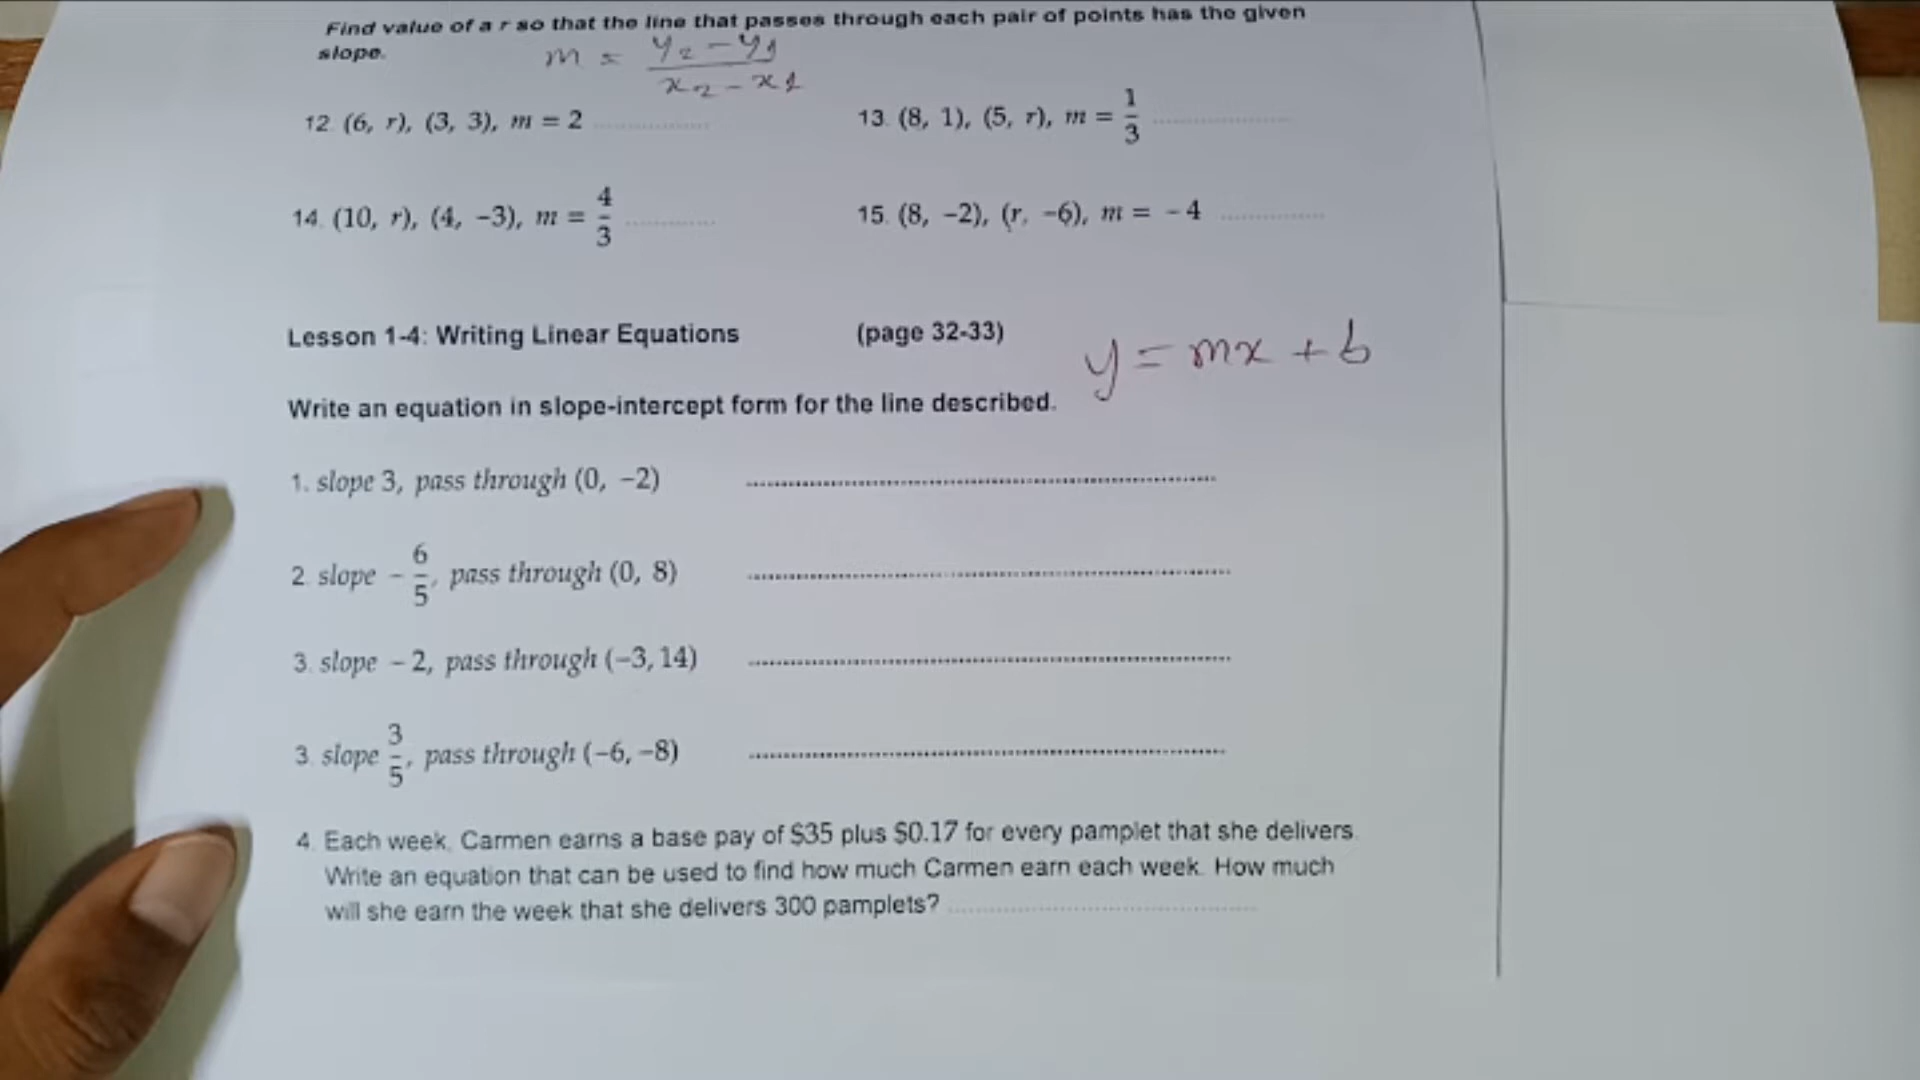 Find value of a r so that the line that passes through each pair of points has the given
slope.
m = y₂ - y₁ / x₂ - x₁
12. (6, r), (3, 3), m = 2 ....................
13. (8, 1), (5, r), m = 1/3 ....................
14. (10, r), (4, −3), m = 4/3 ....................
15. (8, −2), (r, −6), m = −4 ....................
Lesson 1-4: Writing Linear Equations (page 32-33)
y = mx + b
Write an equation in slope-intercept form for the line described.
1. slope 3, pass through (0, −2) ....................
2. slope − 6/5, pass through (0, 8) ....................
3. slope − 2, pass through (−3, 14) ....................
3. slope 3/5, pass through (−6, −8) ....................
4. Each week, Carmen earns a base pay of $35 plus $0.17 for every pamplet that she delivers.
Write an equation that can be used to find how much Carmen earn each week. How much
will she earn the week that she delivers 300 pamplets? ....................